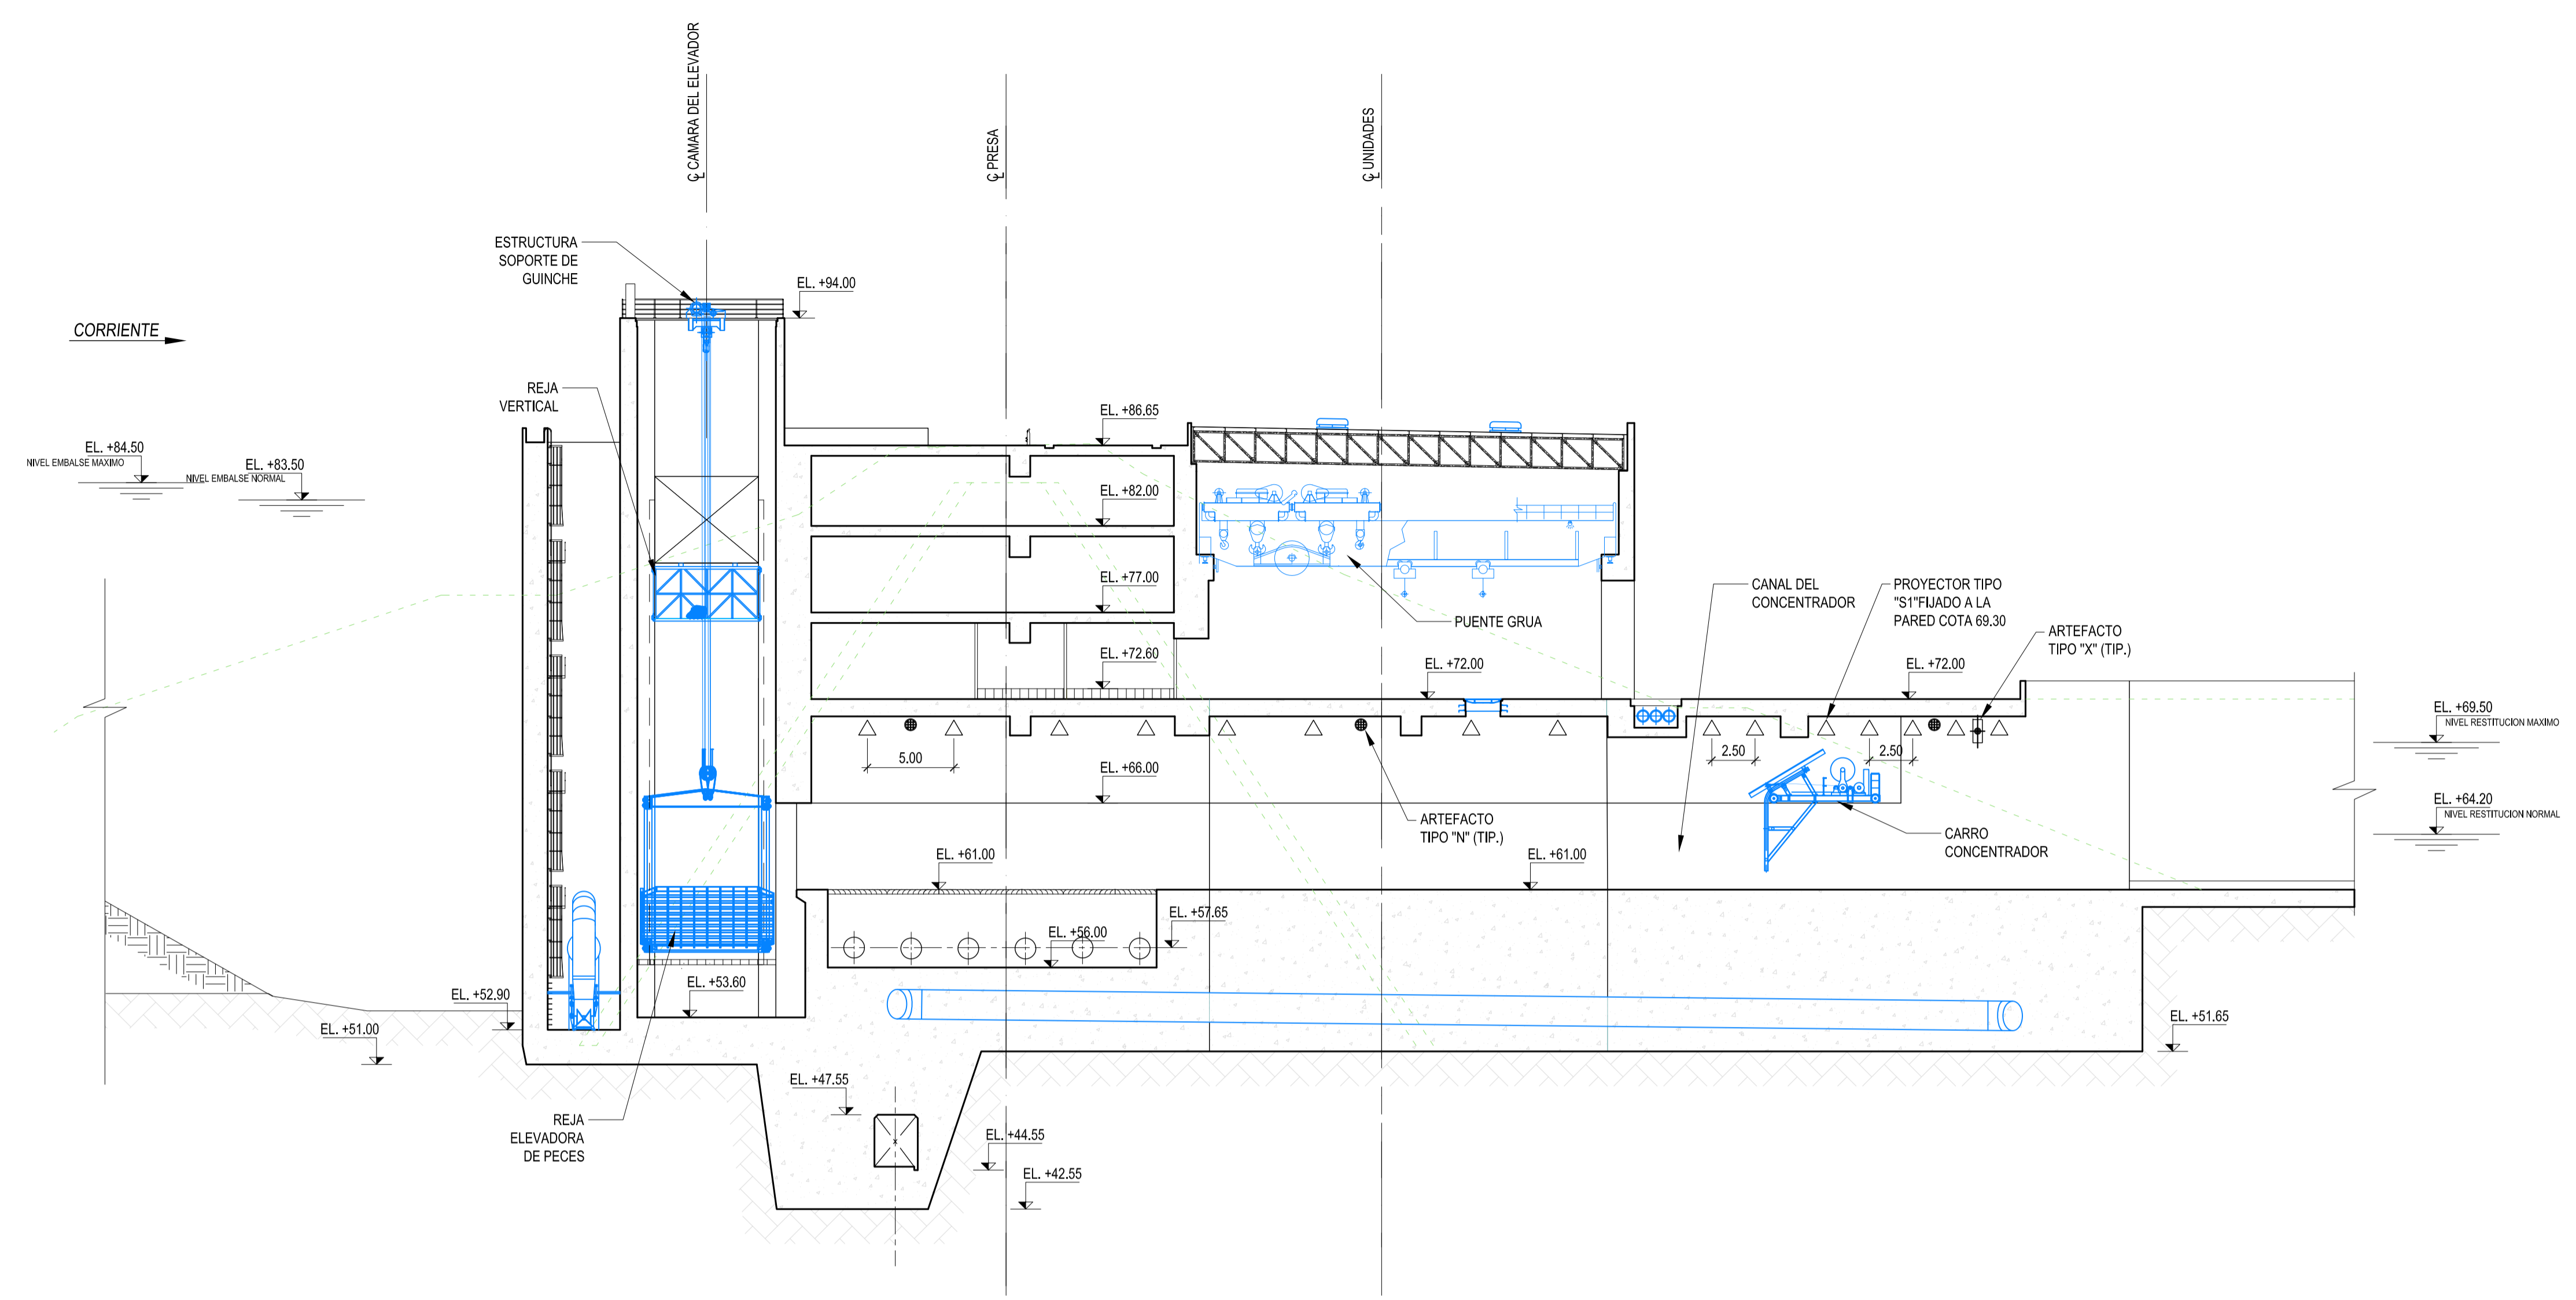 ℄ CAMARA DEL ELEVADOR
℄ PRESA
℄ UNIDADES
ESTRUCTURA
SOPORTE DE
GUINCHE
EL. +94.00
CORRIENTE
REJA
VERTICAL
EL. +86.65
EL. +84.50
NIVEL EMBALSE MAXIMO
EL. +83.50
NIVEL EMBALSE NORMAL
EL. +82.00
EL. +77.00
PUENTE GRUA
CANAL DEL
CONCENTRADOR
PROYECTOR TIPO
"S1"FIJADO A LA
PARED COTA 69.30
ARTEFACTO
TIPO "X" (TIP.)
EL. +72.60
EL. +72.00
EL. +72.00
EL. +69.50
NIVEL RESTITUCION MAXIMO
5.00
2.50
2.50
EL. +66.00
EL. +64.20
NIVEL RESTITUCION NORMAL
ARTEFACTO
TIPO "N" (TIP.)
CARRO
CONCENTRADOR
EL. +61.00
EL. +61.00
EL. +57.65
EL. +56.00
EL. +53.60
EL. +52.90
EL. +51.00
EL. +51.65
EL. +47.55
REJA
ELEVADORA
DE PECES
EL. +44.55
EL. +42.55